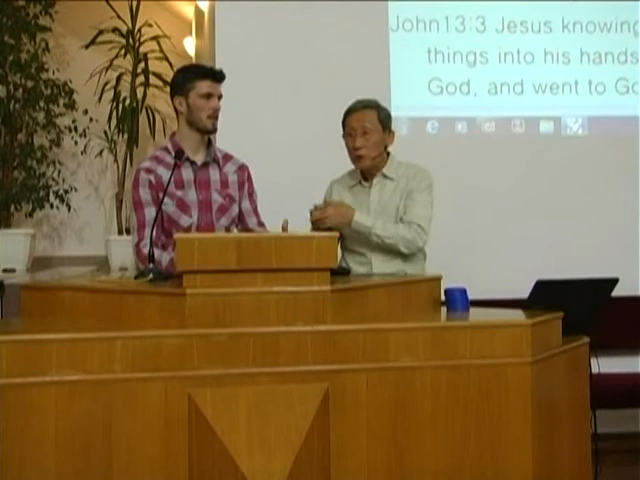 John13:3 Jesus knowing
things into his hands
God, and went to Go